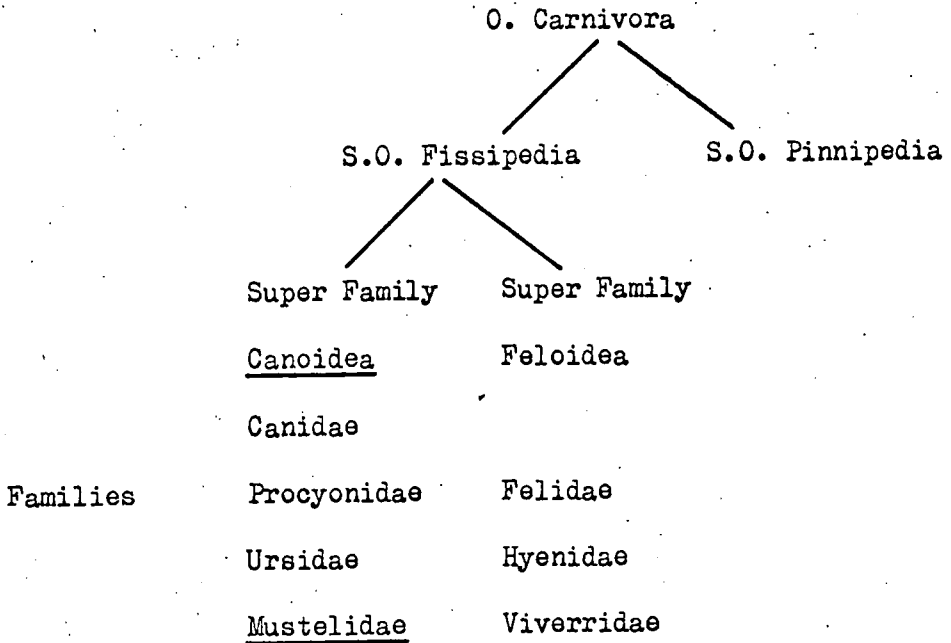 O. Carnivora
S.O. Fissipedia S.O. Pinnipedia
Super Family Super Family
Canoidea Feloidea
Canidae
Families Procyonidae Felidae
Ursidae Hyenidae
Mustelidae Viverridae